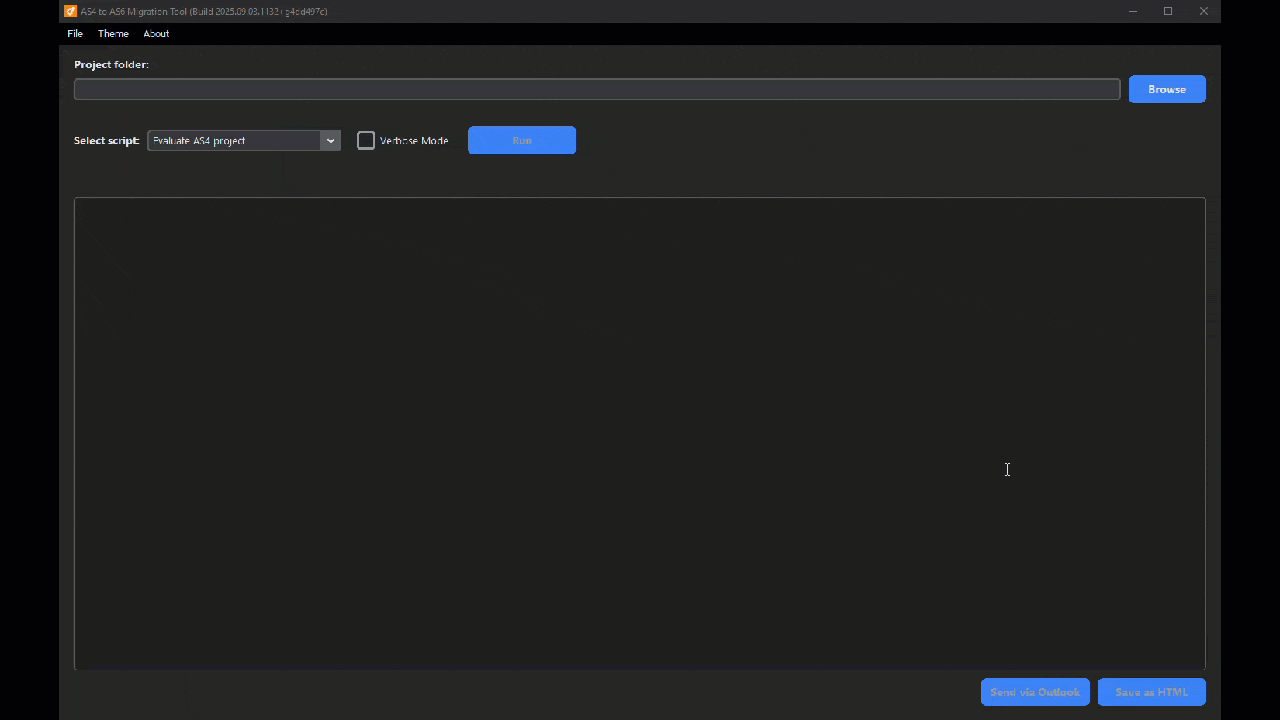 AS4 to AS6 Migration Tool (Build 2025.09.03.1132+g4dd497c)
File Theme About
Project folder:
Browse
Select script: Evaluate AS4 project Verbose Mode Run
Send via Outlook Save as HTML